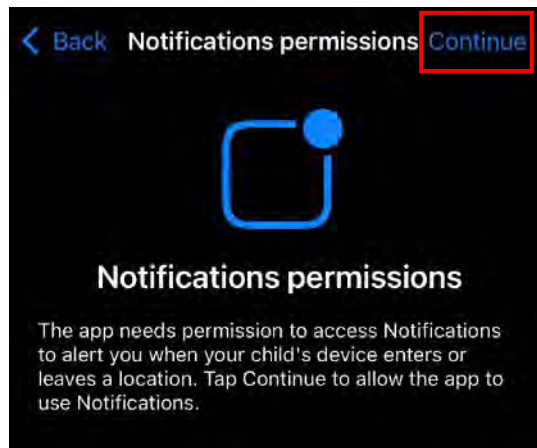 Back Notifications permissions Continue
Notifications permissions
The app needs permission to access Notifications
to alert you when your child's device enters or
leaves a location. Tap Continue to allow the app to
use Notifications.